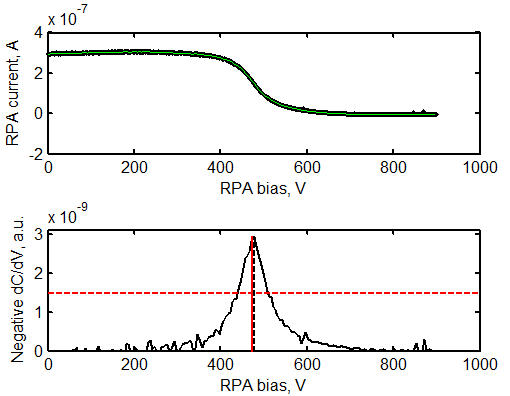 x 10^-7
4
2
0
-2
RPA current, A
0 200 400 600 800 1000
RPA bias, V
x 10^-9
3
2
1
0
Negative dC/dV, a.u.
0 200 400 600 800 1000
RPA bias, V